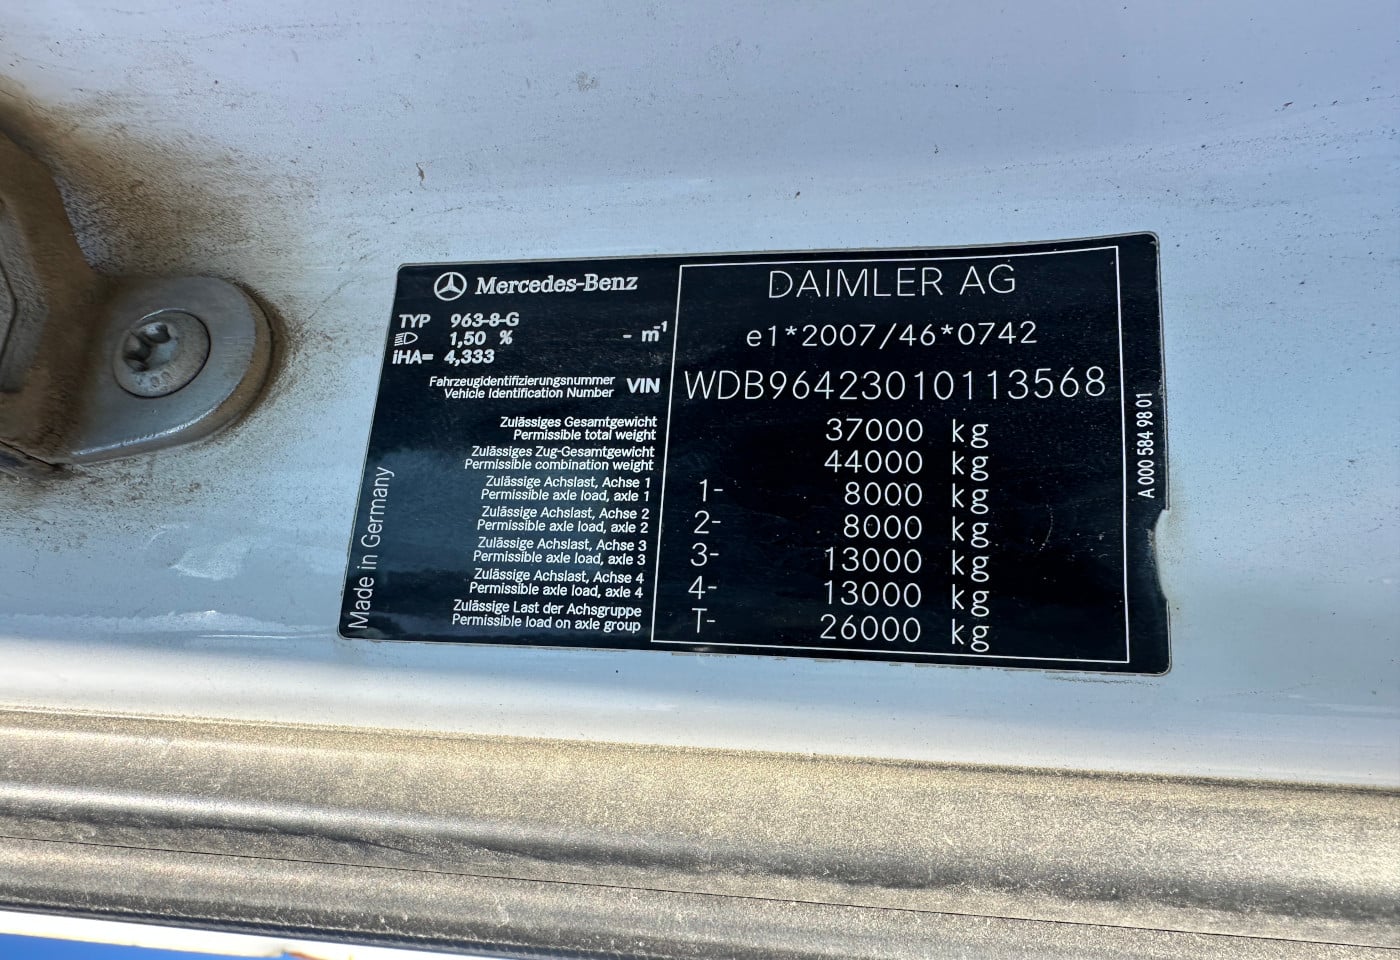 Mercedes-Benz
TYP 963-8-G
1,50 % - m⁻¹
iHA= 4,333
DAIMLER AG
e1*2007/46*0742
Fahrzeugidentifizierungsnummer
Vehicle Identification Number VIN WDB96423010113568
Zulässiges Gesamtgewicht
Permissible total weight 37000 kg
Zulässiges Zug-Gesamtgewicht
Permissible combination weight 44000 kg
Zulässige Achslast, Achse 1
Permissible axle load, axle 1 1- 8000 kg
Zulässige Achslast, Achse 2
Permissible axle load, axle 2 2- 8000 kg
Zulässige Achslast, Achse 3
Permissible axle load, axle 3 3- 13000 kg
Zulässige Achslast, Achse 4
Permissible axle load, axle 4 4- 13000 kg
Zulässige Last der Achsgruppe
Permissible load on axle group T- 26000 kg
Made in Germany
A 000 584 98 01